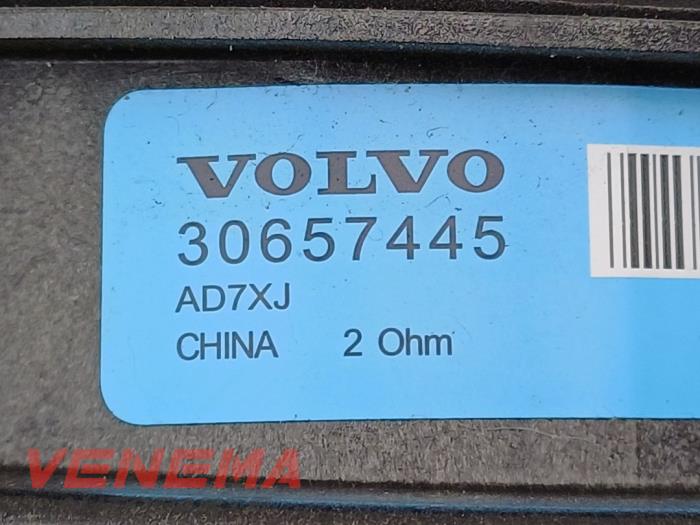 VOLVO
30657445
AD7XJ
CHINA 2 Ohm
VENEMA